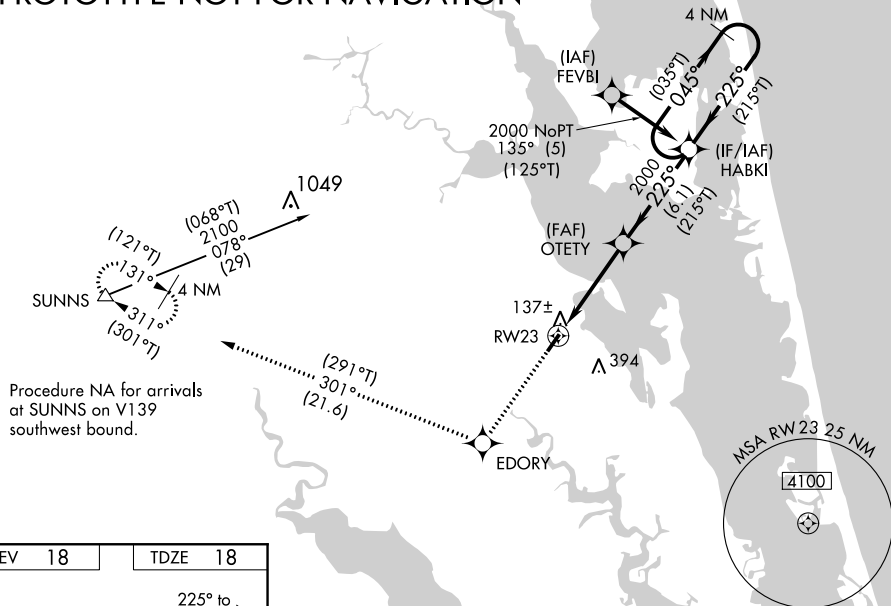 PROTOTYPE-NOT FOR NAVIGATION
4 NM
(IAF)
FEVBI
(035°T)
045°
225°
(215°T)
2000 NoPT
135° (5)
(125°T)
(IF/IAF)
HABKI
2000
225°
(6.1)
(215°T)
(FAF)
OTETY
1049
(068°T)
2100
078°
(29)
(121°T)
131°
4 NM
SUNNS
311°
(301°T)
137±
RW23
394
(291°T)
301°
(21.6)
Procedure NA for arrivals
at SUNNS on V139
southwest bound.
EDORY
MSA RW 23 25 NM
4100
EV 18
TDZE 18
225° to